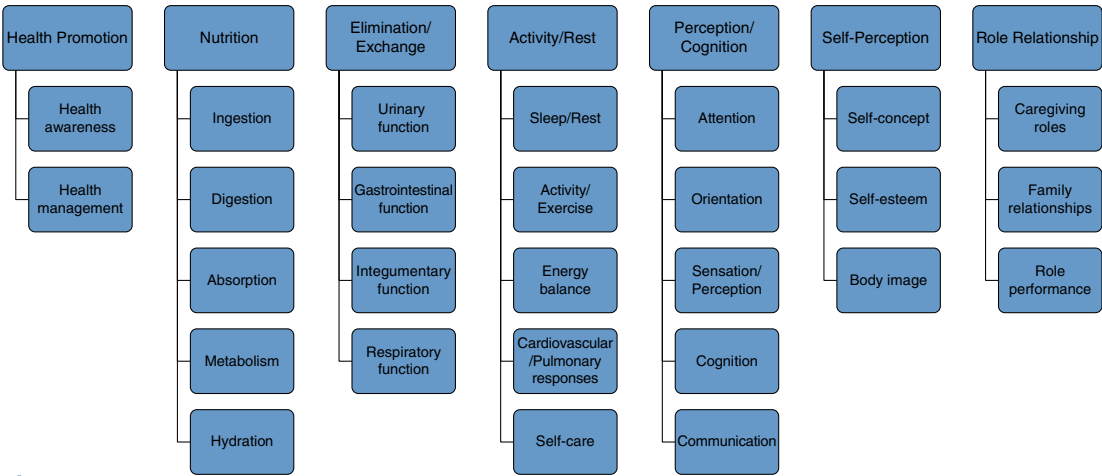 Health Promotion
Health
awareness
Health
management
Nutrition
Ingestion
Digestion
Absorption
Metabolism
Hydration
Elimination/
Exchange
Urinary
function
Gastrointestinal
function
Integumentary
function
Respiratory
function
Activity/Rest
Sleep/Rest
Activity/
Exercise
Energy
balance
Cardiovascular
/Pulmonary
responses
Self-care
Perception/
Cognition
Attention
Orientation
Sensation/
Perception
Cognition
Communication
Self-Perception
Self-concept
Self-esteem
Body image
Role Relationship
Caregiving
roles
Family
relationships
Role
performance